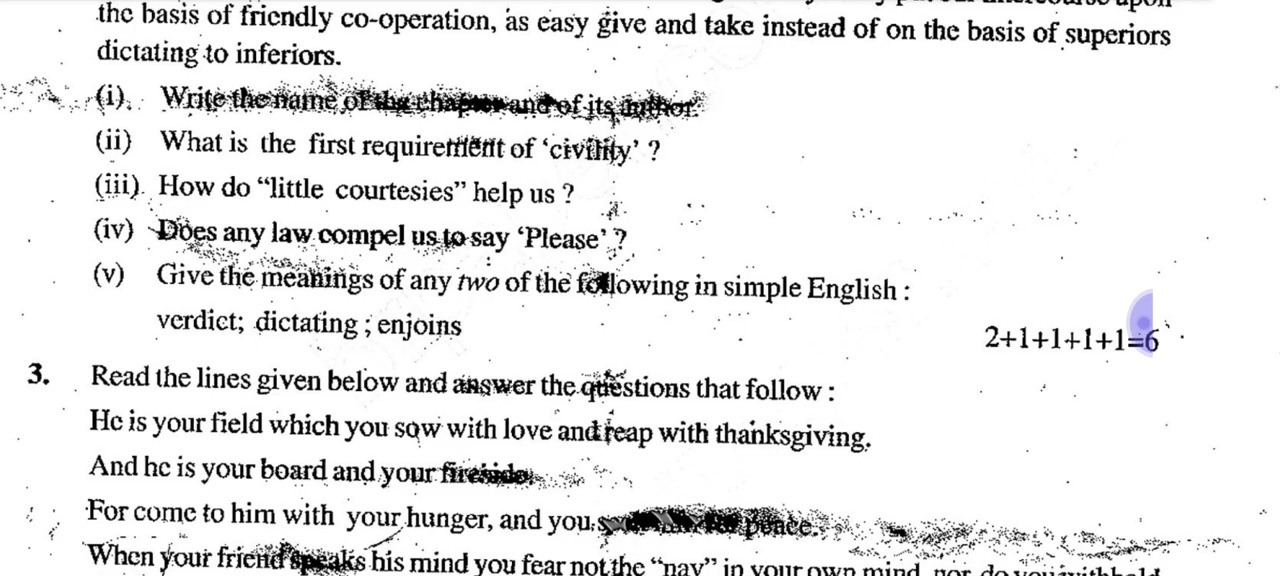 the basis of friendly co-operation, as easy give and take instead of on the basis of superiors
dictating to inferiors.
(i). Write the name of the chapter and of its author.
(ii) What is the first requirement of ‘civility’ ?
(iii). How do “little courtesies” help us ?
(iv) Does any law compel us to say ‘Please’ ?
(v) Give the meanings of any two of the following in simple English :
verdict; dictating ; enjoins
2+1+1+1+1=6
3. Read the lines given below and answer the questions that follow :
He is your field which you sow with love and reap with thanksgiving.
And he is your board and your fireside.
For come to him with your hunger, and you peace.
When your friend speaks his mind you fear not the “nay” in your own mind, nor do you withhold